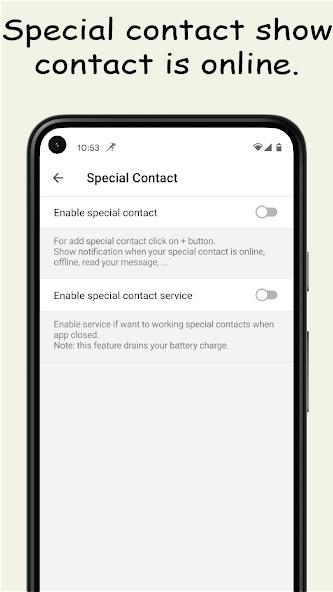 Special contact show
contact is online.
10:53
Special Contact
Enable special contact
For add special contact click on + button.
Show notification when your special contact is online,
offline, read your message, ...
Enable special contact service
Enable service if want to working special contacts when
app closed.
Note: this feature drains your battery charge.